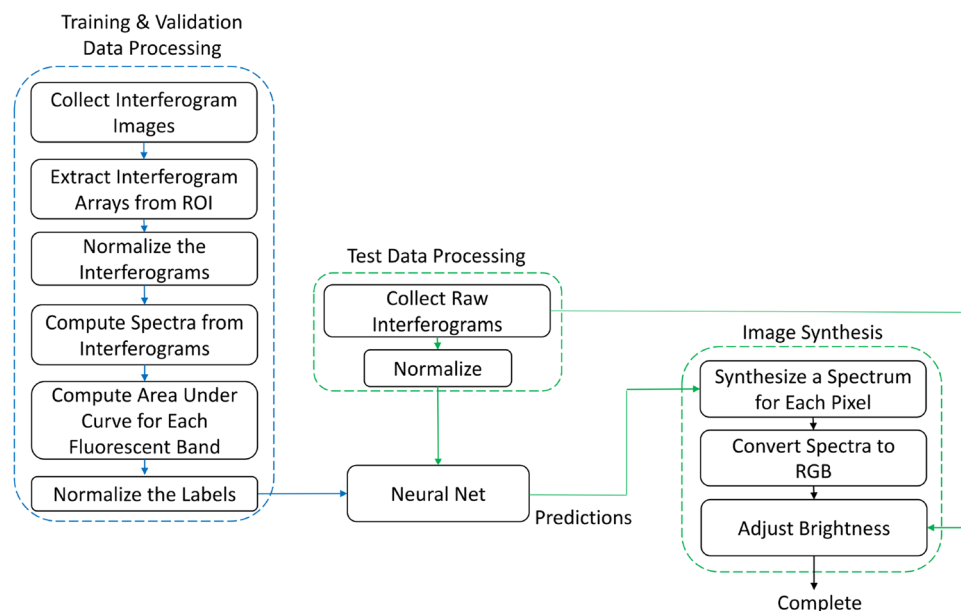 Training & Validation
Data Processing
Collect Interferogram
Images
Extract Interferogram
Arrays from ROI
Normalize the
Interferograms
Compute Spectra from
Interferograms
Compute Area Under
Curve for Each
Fluorescent Band
Normalize the Labels
Test Data Processing
Collect Raw
Interferograms
Normalize
Neural Net
Predictions
Image Synthesis
Synthesize a Spectrum
for Each Pixel
Convert Spectra to
RGB
Adjust Brightness
Complete